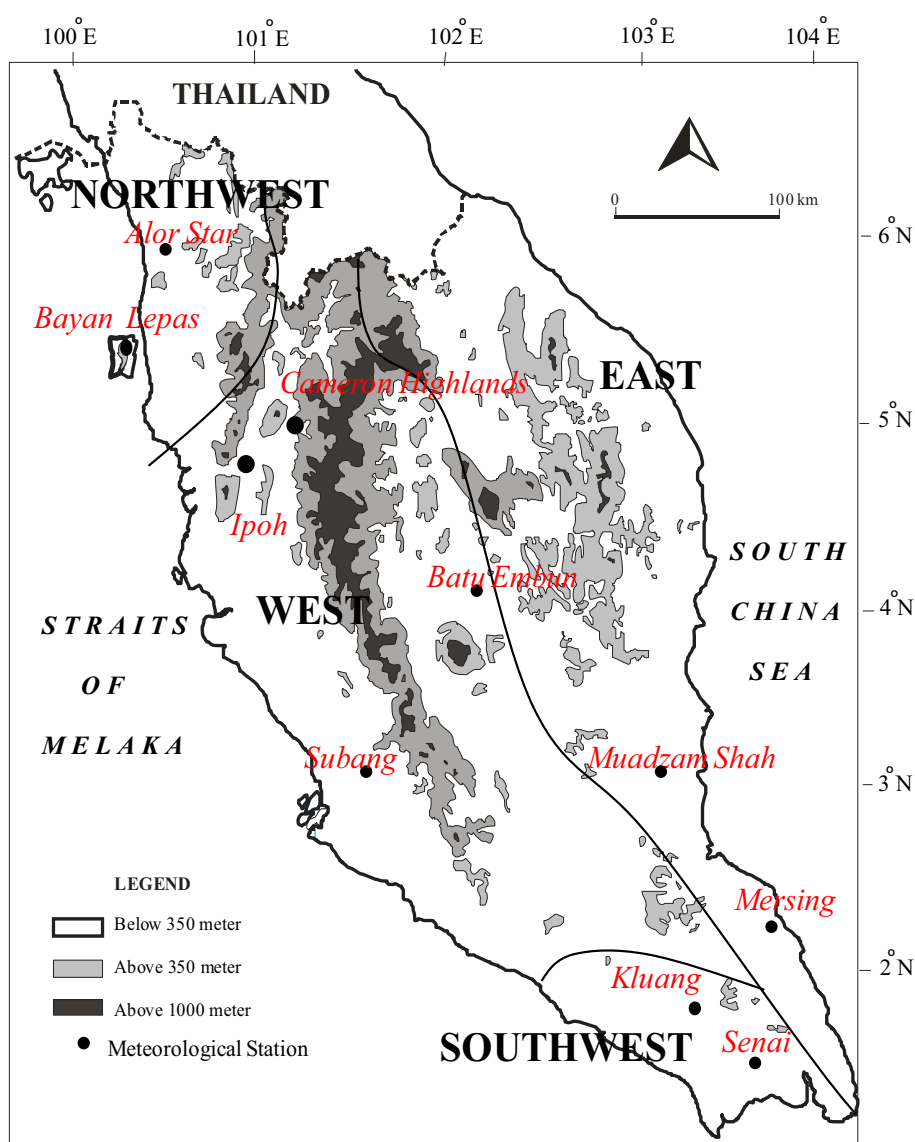 100°E 101°E 102°E 103°E 104°E
THAILAND
NORTHWEST
Alor Star
Bayan Lepas
0 100 km
6°N
EAST
Cameron Highlands
5°N
Ipoh
Batu Embun
WEST
4°N
STRAITS
OF
MELAKA
SOUTH
CHINA
SEA
Subang
Muadzam Shah
3°N
Mersing
2°N
Kluang
SOUTHWEST
Senai
LEGEND
Below 350 meter
Above 350 meter
Above 1000 meter
Meteorological Station